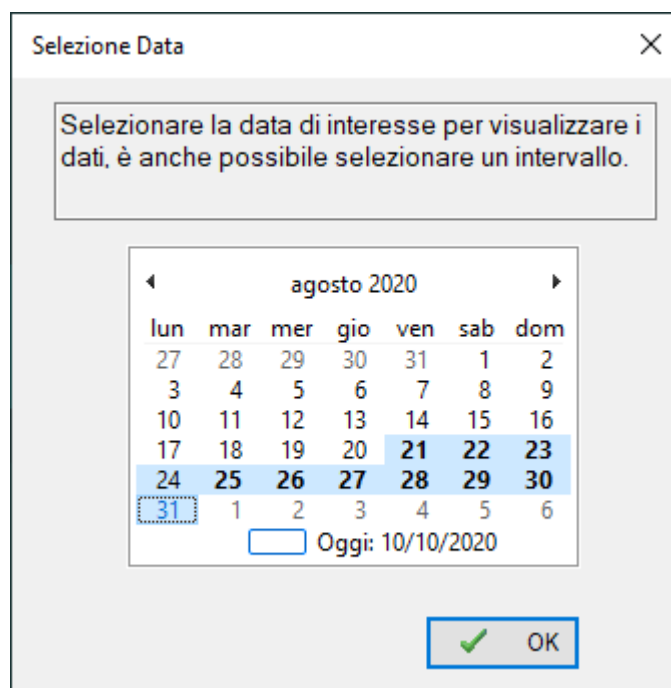 Selezione Data
Selezionare la data di interesse per visualizzare i
dati, è anche possibile selezionare un intervallo.
agosto 2020
lun mar mer gio ven sab dom
27 28 29 30 31 1 2
3 4 5 6 7 8 9
10 11 12 13 14 15 16
17 18 19 20 21 22 23
24 25 26 27 28 29 30
31 1 2 3 4 5 6
Oggi: 10/10/2020
OK